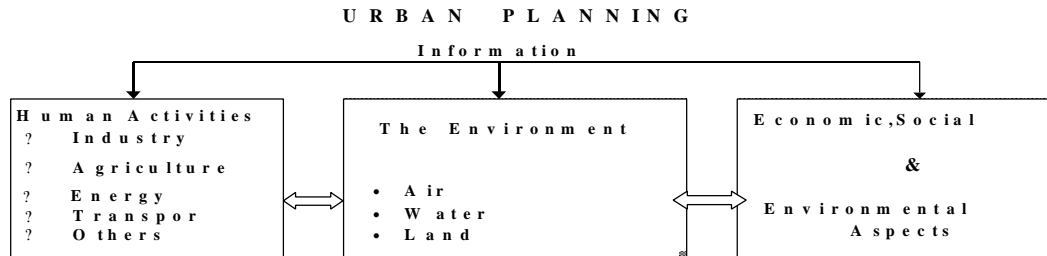 URBAN PLANNING
Information
Human Activities
? Industry
? Agriculture
? Energy
? Transpor
? Others
The Environment
• Air
• Water
• Land
Economic,Social
&
Environmental
Aspects